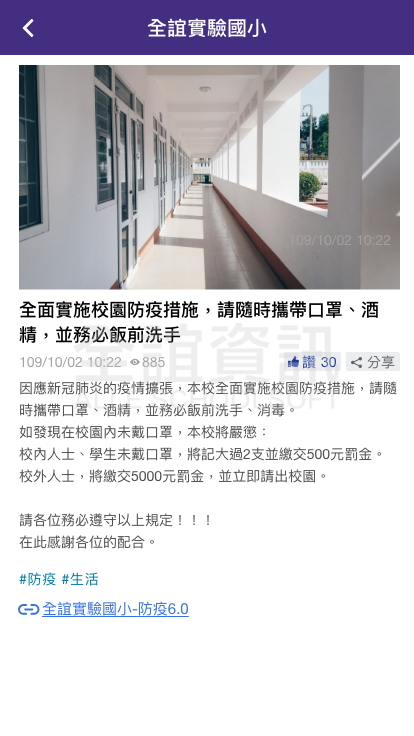 全誼實驗國小
109/10/02 10:22
全面實施校園防疫措施，請隨時攜帶口罩、酒
精，並務必飯前洗手
109/10/02 10:22 885 讚 30 分享
全誼資訊
因應新冠肺炎的疫情擴張，本校全面實施校園防疫措施，請隨
時攜帶口罩、酒精，並務必飯前洗手、消毒。
如發現在校園內未戴口罩，本校將嚴懲：
校內人士、學生未戴口罩，將記大過2支並繳交500元罰金。
校外人士，將繳交5000元罰金，並立即請出校園。
請各位務必遵守以上規定！！！
在此感謝各位的配合。
#防疫 #生活
全誼實驗國小-防疫6.0